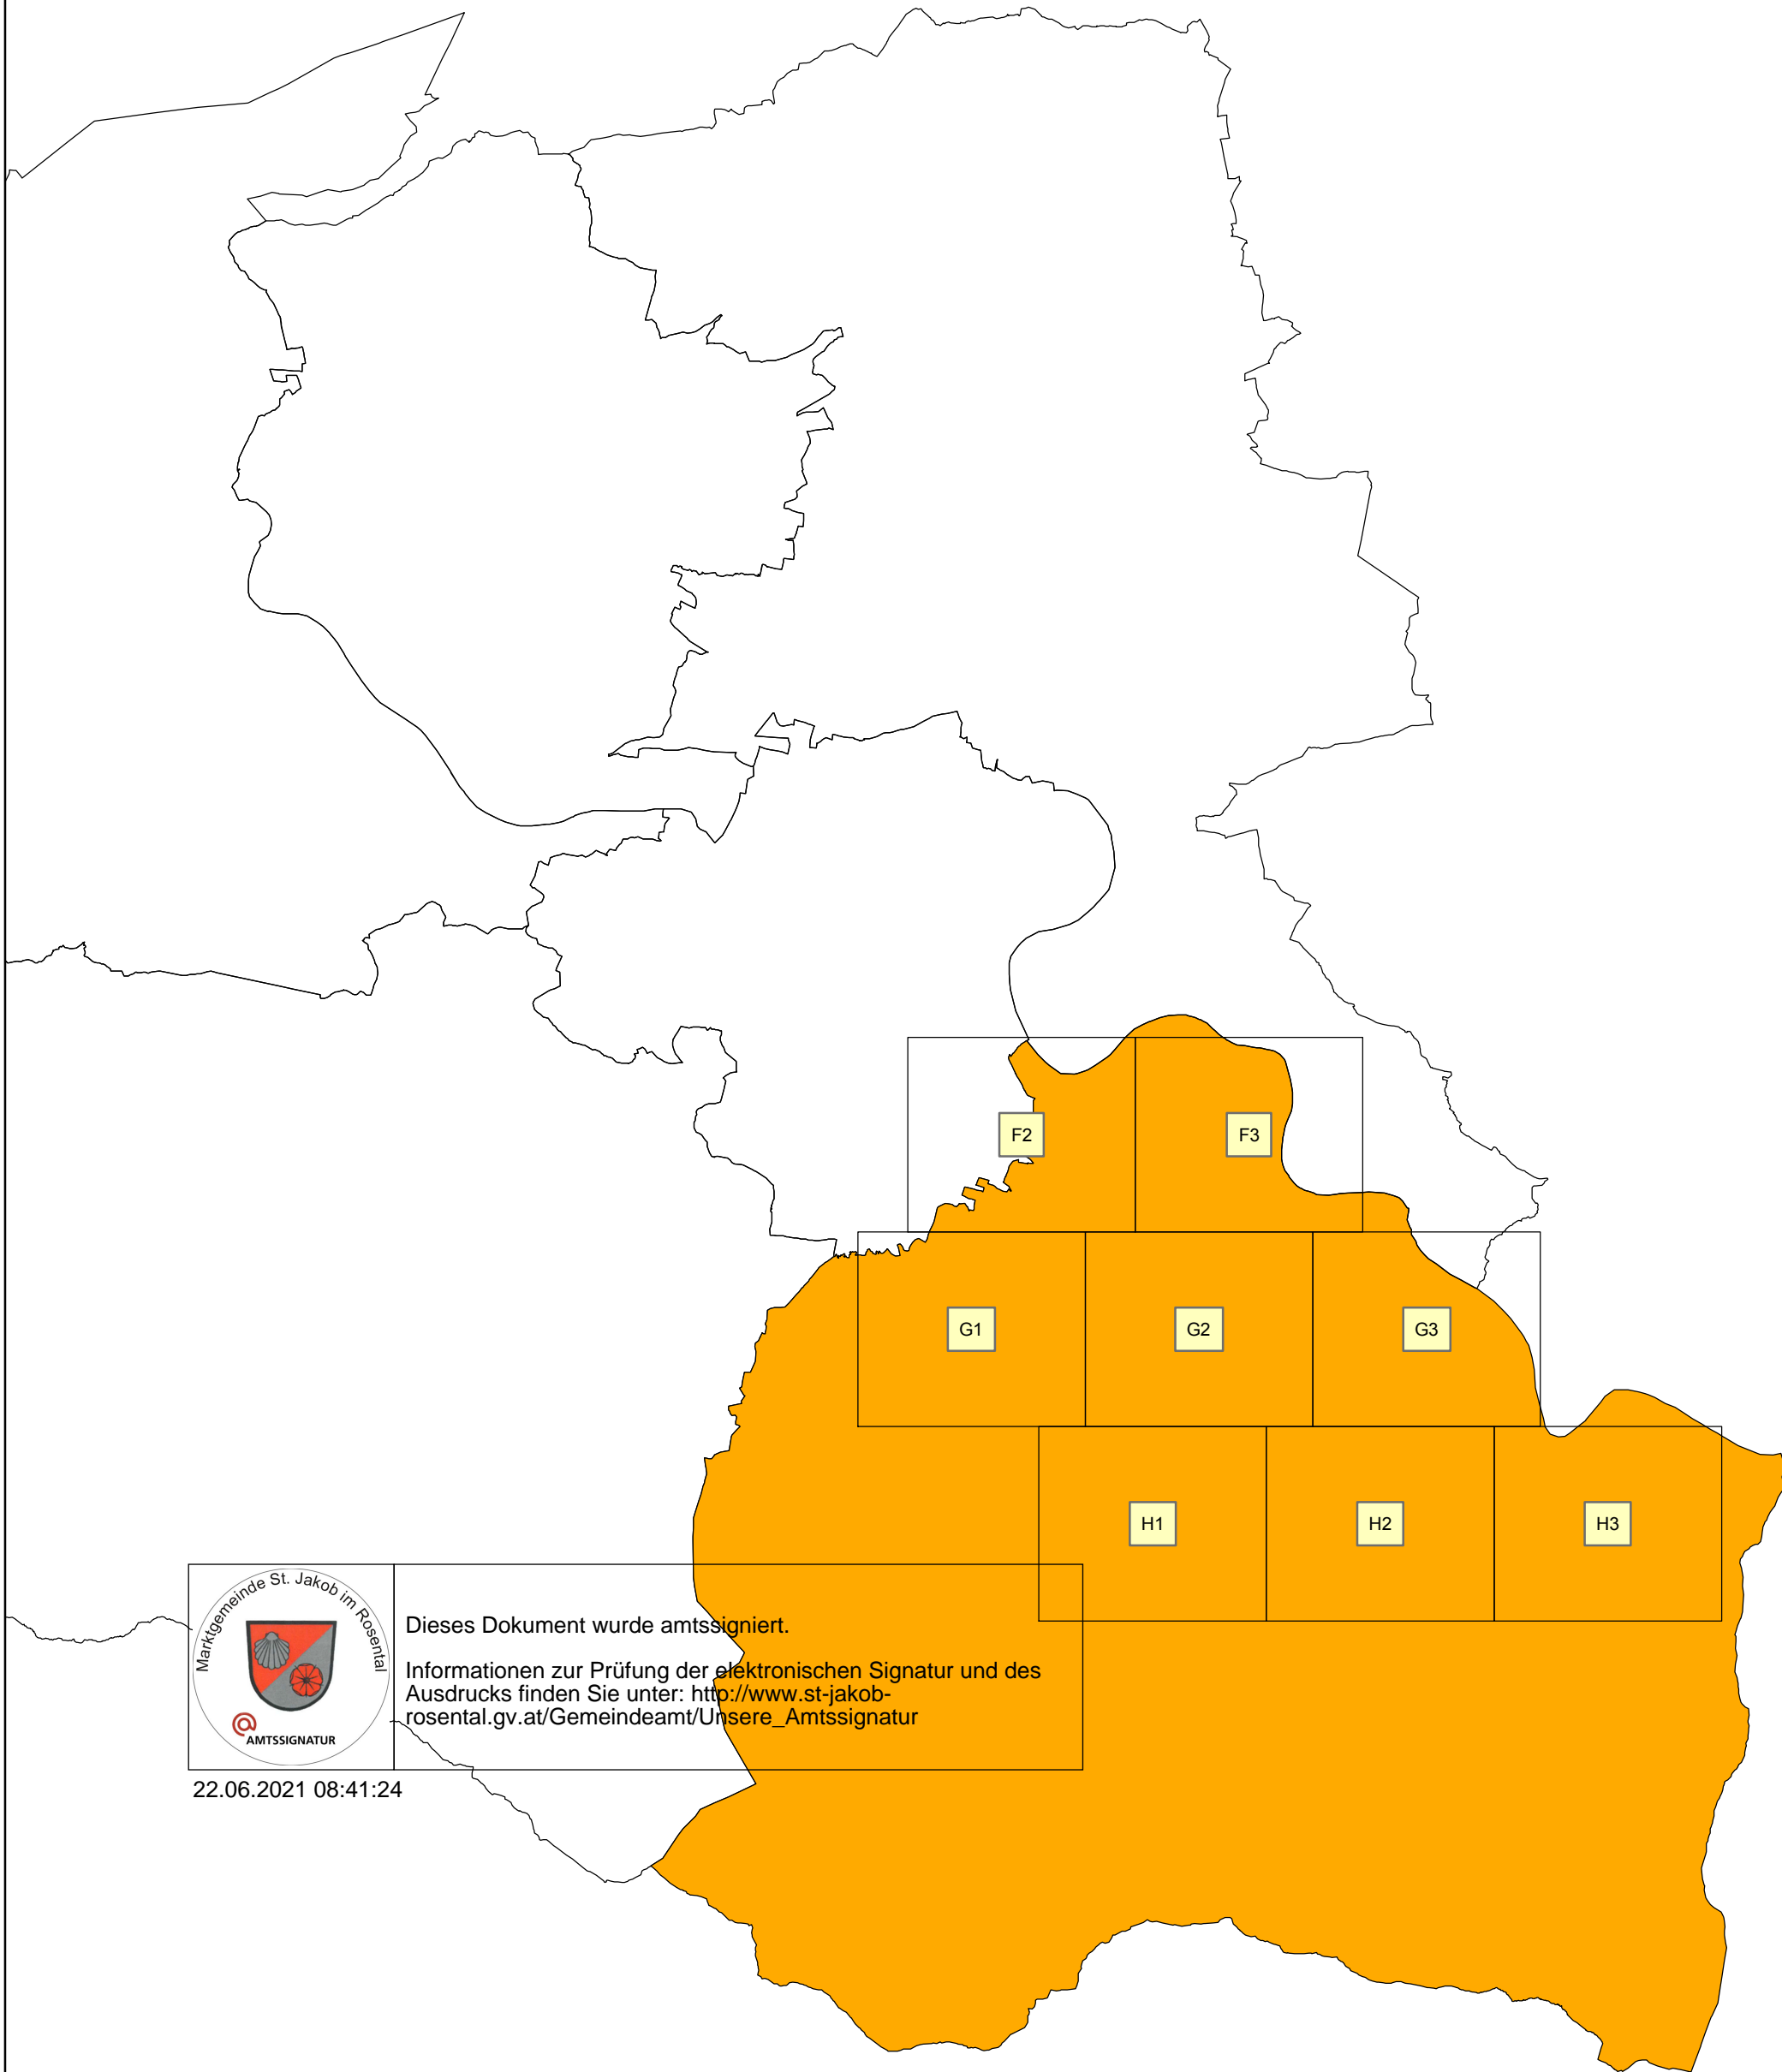 F2
F3
G1
G2
G3
H1
H2
H3
Marktgemeinde St. Jakob im Rosental
@
AMTSSIGNATUR
Dieses Dokument wurde amtssigniert.
Informationen zur Prüfung der elektronischen Signatur und des
Ausdrucks finden Sie unter: http://www.st-jakob-
rosental.gv.at/Gemeindeamt/Unsere_Amtssignatur
22.06.2021 08:41:24